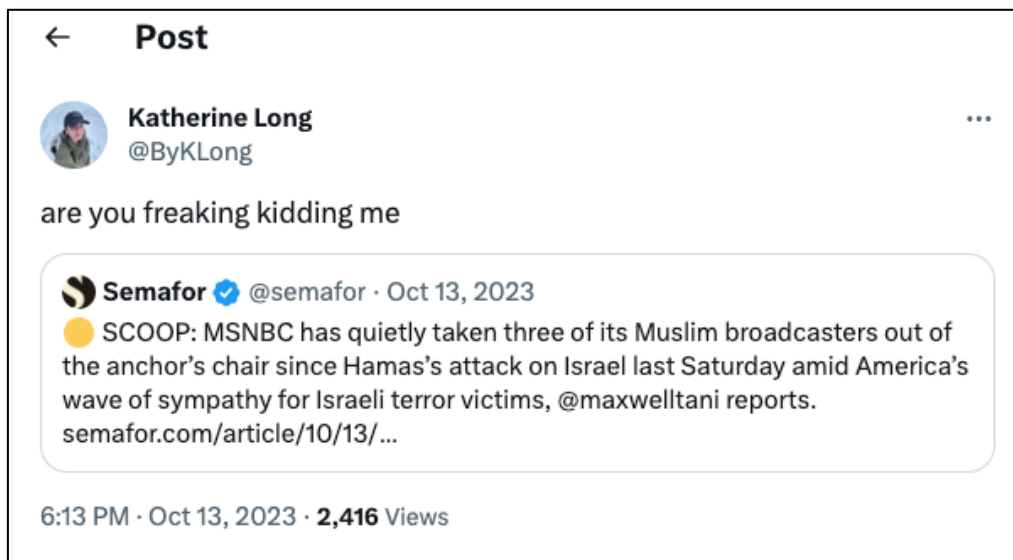 Post
Katherine Long
@ByKLong
are you freaking kidding me
Semafor @semafor · Oct 13, 2023
SCOOP: MSNBC has quietly taken three of its Muslim broadcasters out of
the anchor's chair since Hamas's attack on Israel last Saturday amid America's
wave of sympathy for Israeli terror victims, @maxwelltani reports.
semafor.com/article/10/13/...
6:13 PM · Oct 13, 2023 · 2,416 Views